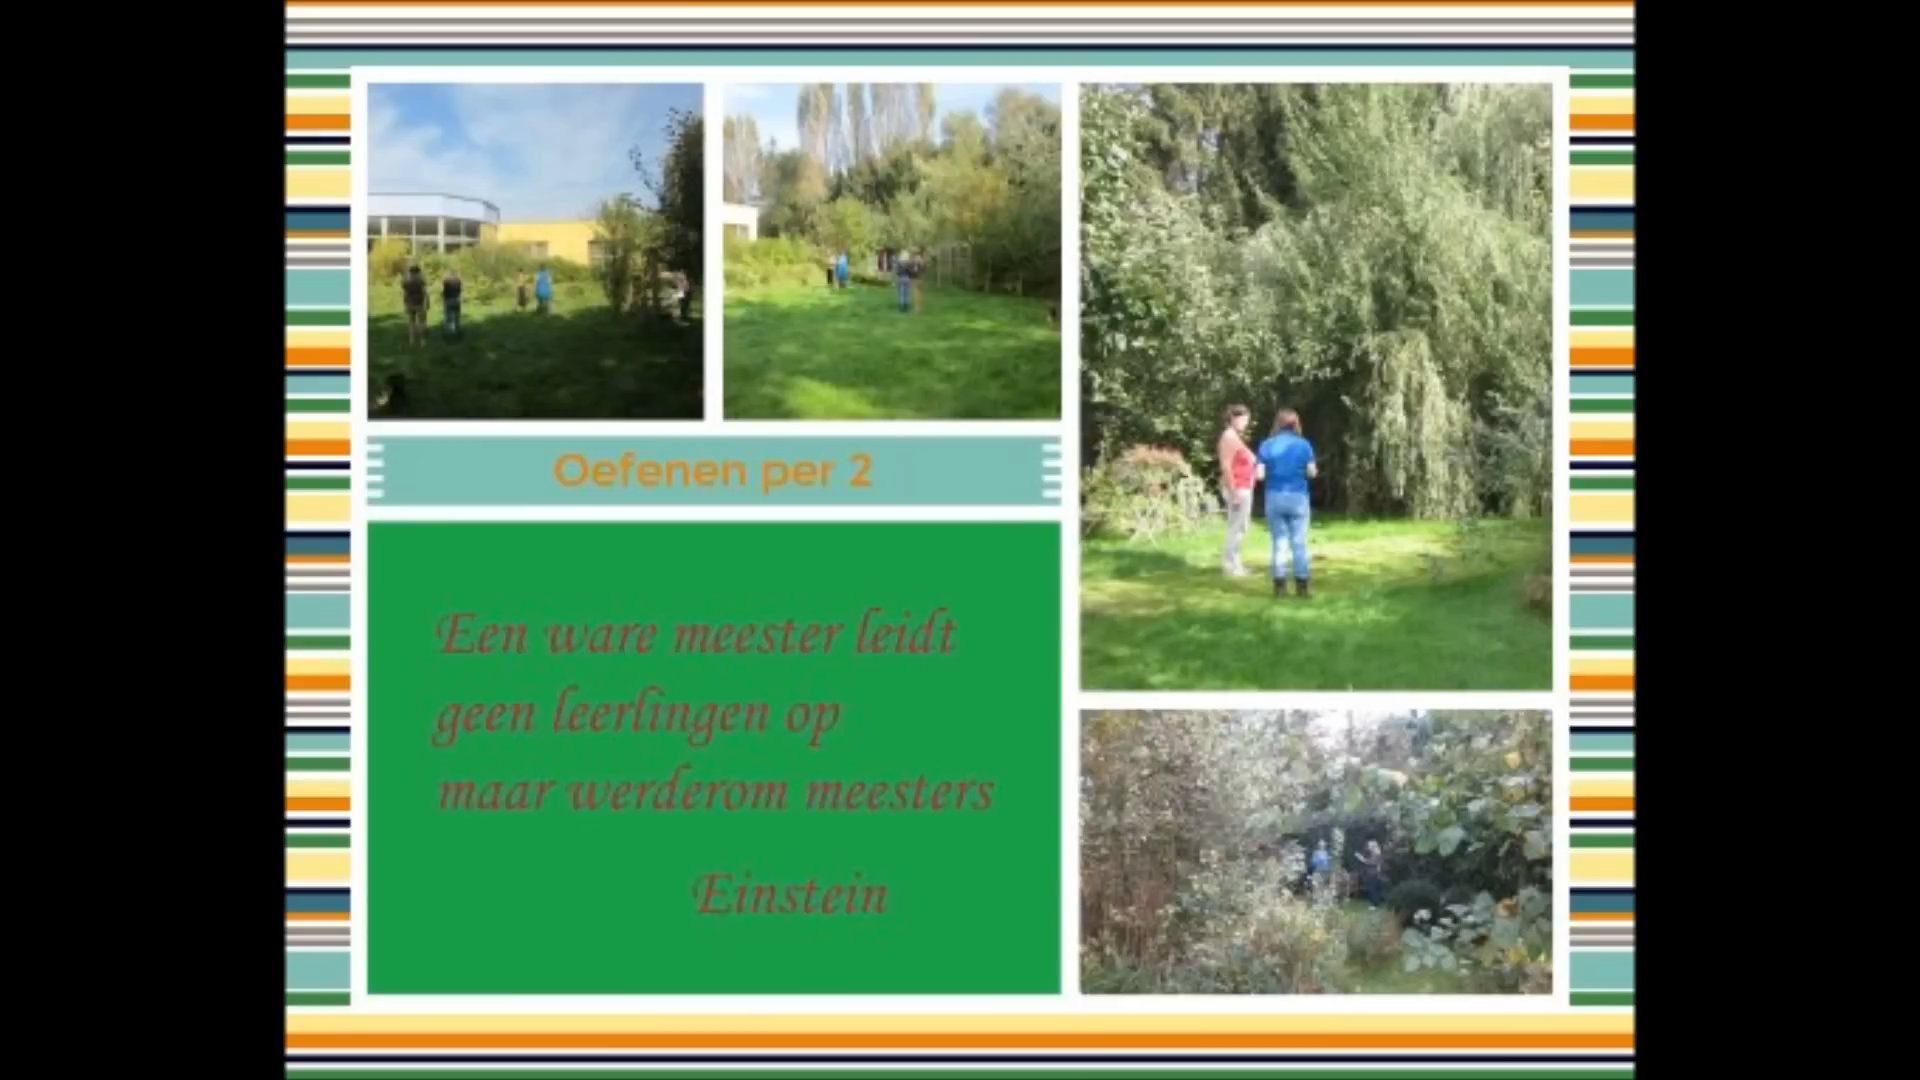 Oefenen per 2
Een ware meester leidt
geen leerlingen op
maar werderom meesters
Einstein